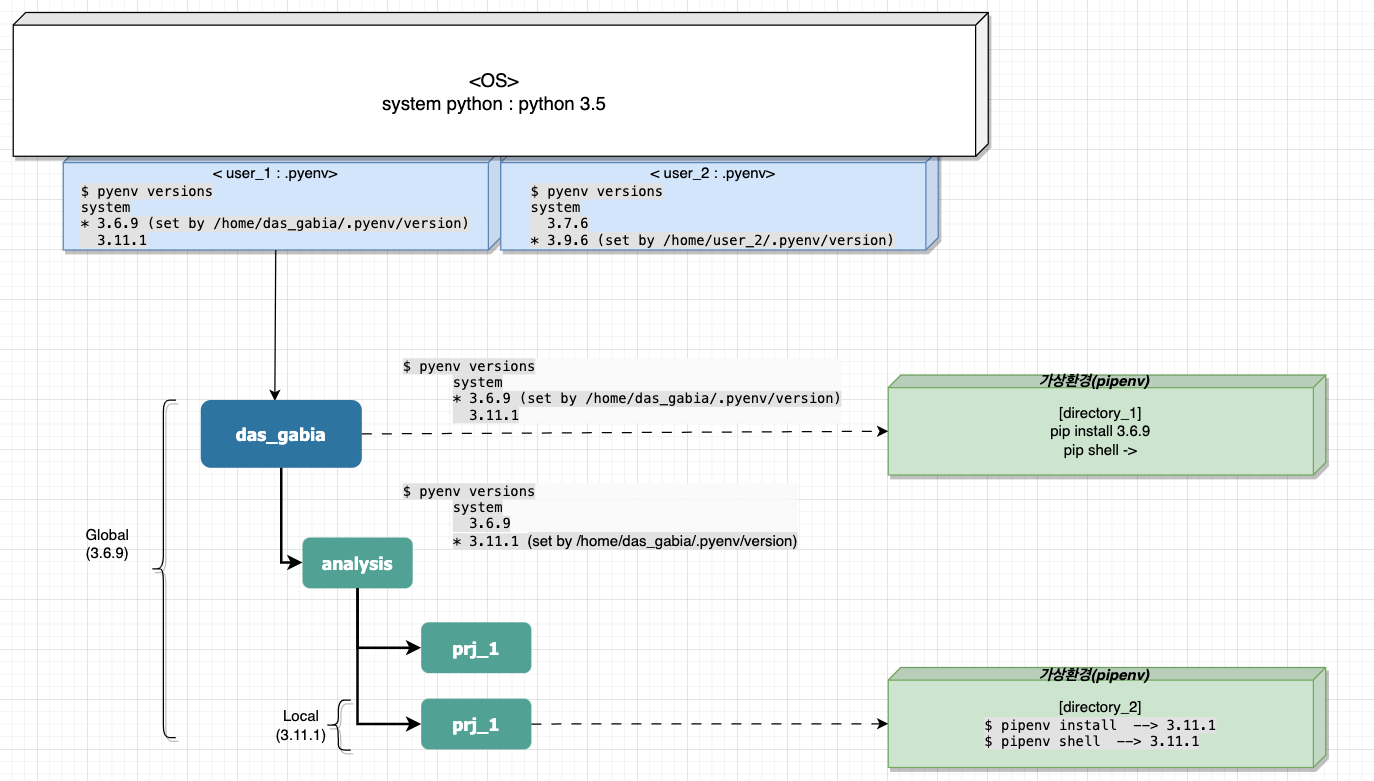 <OS>
system python : python 3.5
< user_1 : .pyenv>
$ pyenv versions
system
* 3.6.9 (set by /home/das_gabia/.pyenv/version)
3.11.1
< user_2 : .pyenv>
$ pyenv versions
system
3.7.6
* 3.9.6 (set by /home/user_2/.pyenv/version)
$ pyenv versions
system
* 3.6.9 (set by /home/das_gabia/.pyenv/version)
3.11.1
das_gabia
가상환경(pipenv)
[directory_1]
pip install 3.6.9
pip shell ->
$ pyenv versions
system
3.6.9
* 3.11.1 (set by /home/das_gabia/.pyenv/version)
Global
(3.6.9)
analysis
prj_1
Local
(3.11.1)
prj_1
가상환경(pipenv)
[directory_2]
$ pipenv install --> 3.11.1
$ pipenv shell --> 3.11.1